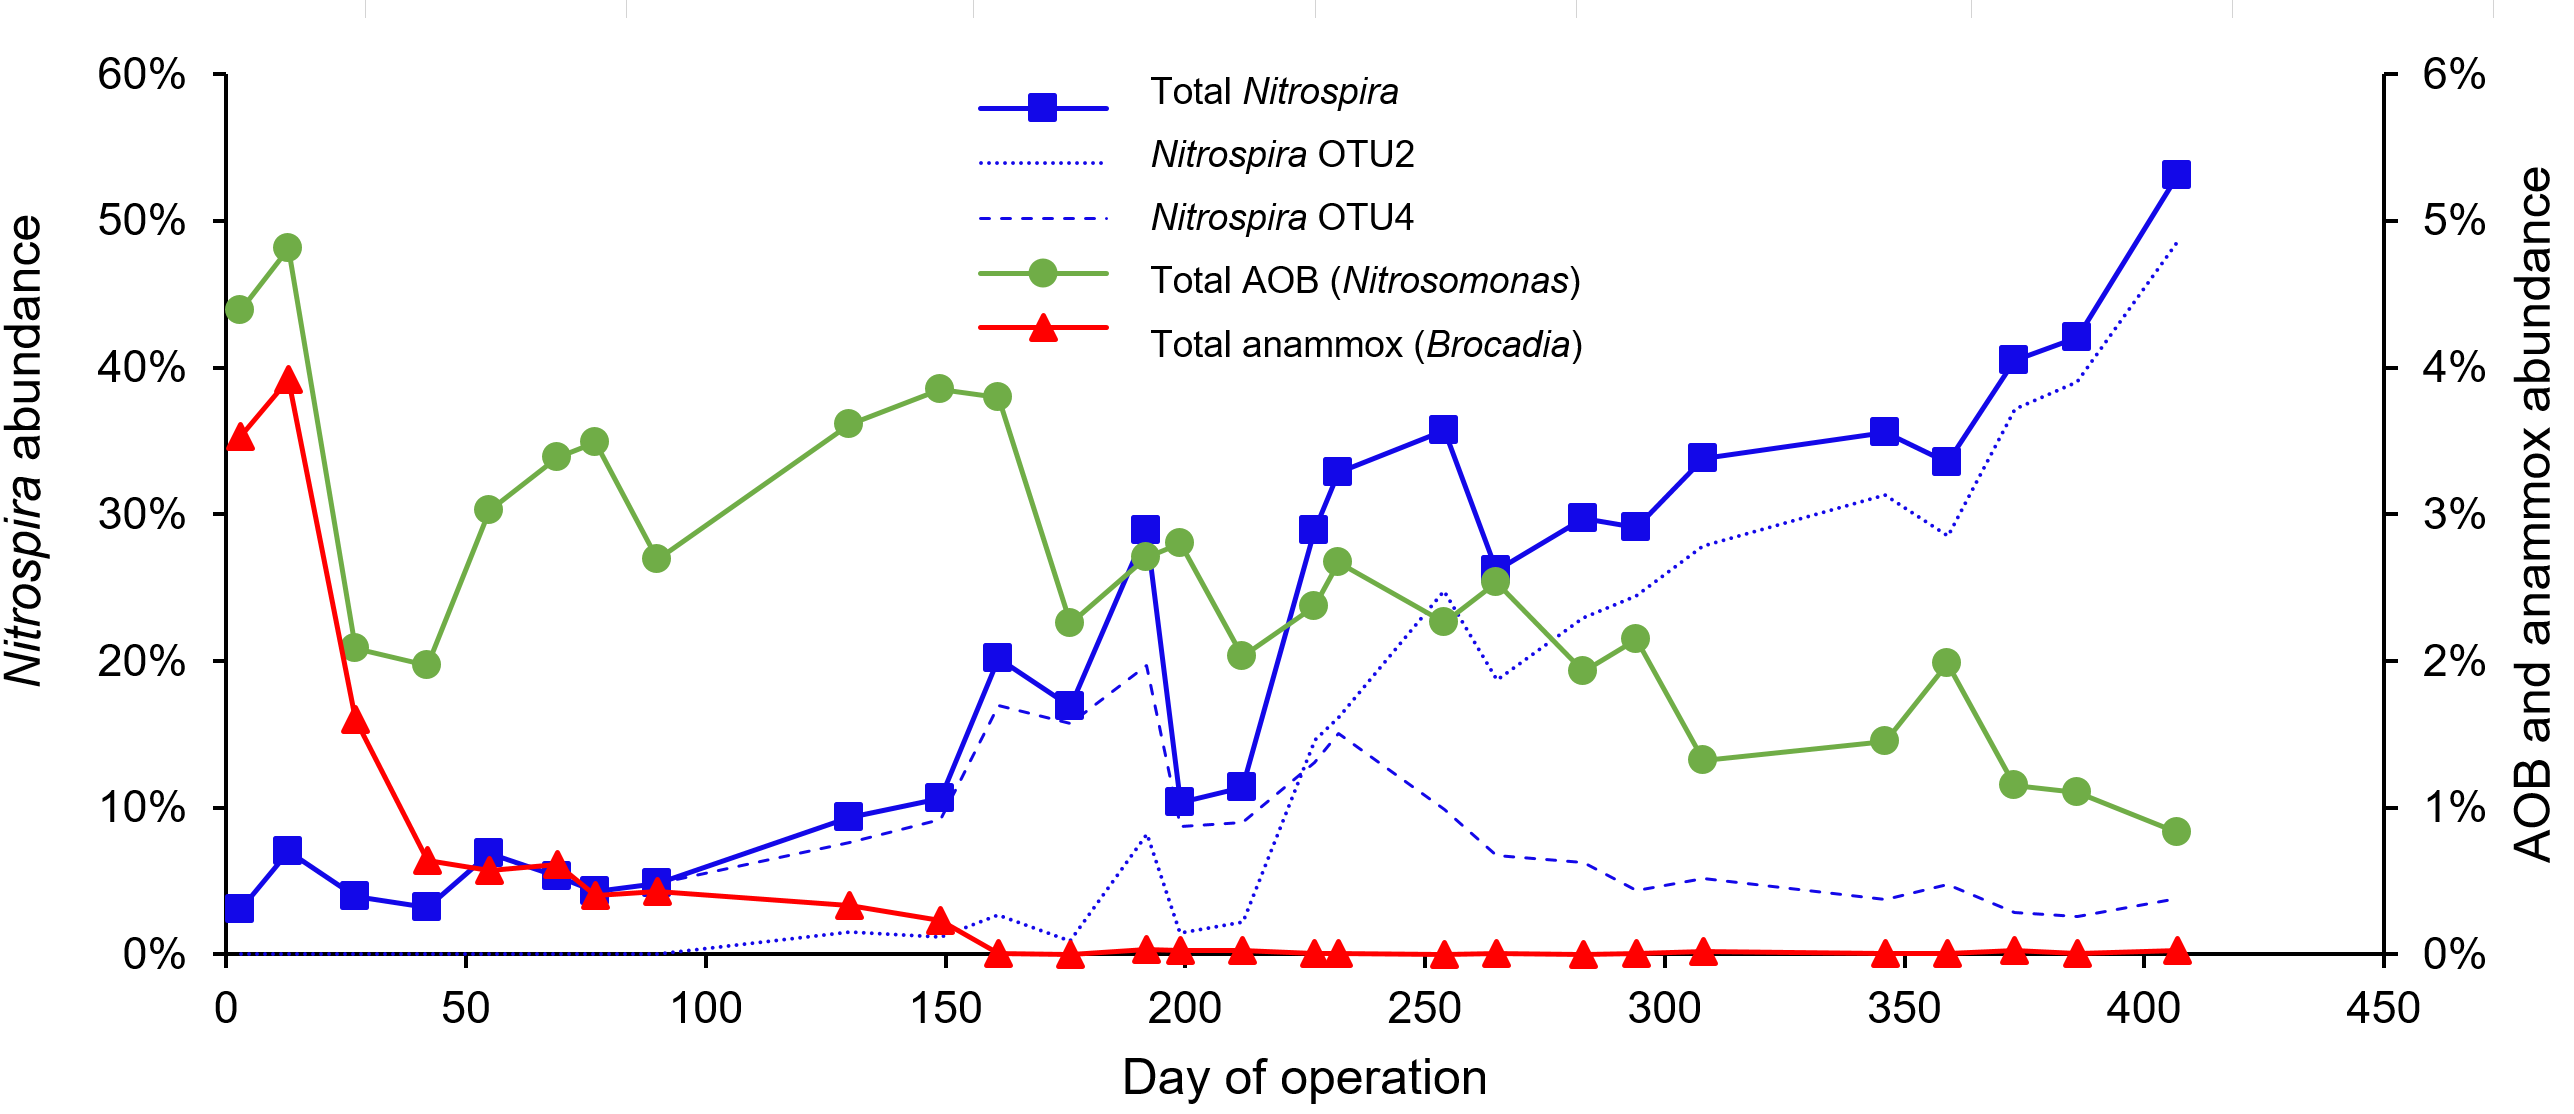 60%
50%
40%
30%
20%
10%
0%
Nitrospira abundance
Total Nitrospira
Nitrospira OTU2
Nitrospira OTU4
Total AOB (Nitrosomonas)
Total anammox (Brocadia)
6%
5%
4%
3%
2%
1%
0%
AOB and anammox abundance
0 50 100 150 200 250 300 350 400 450
Day of operation